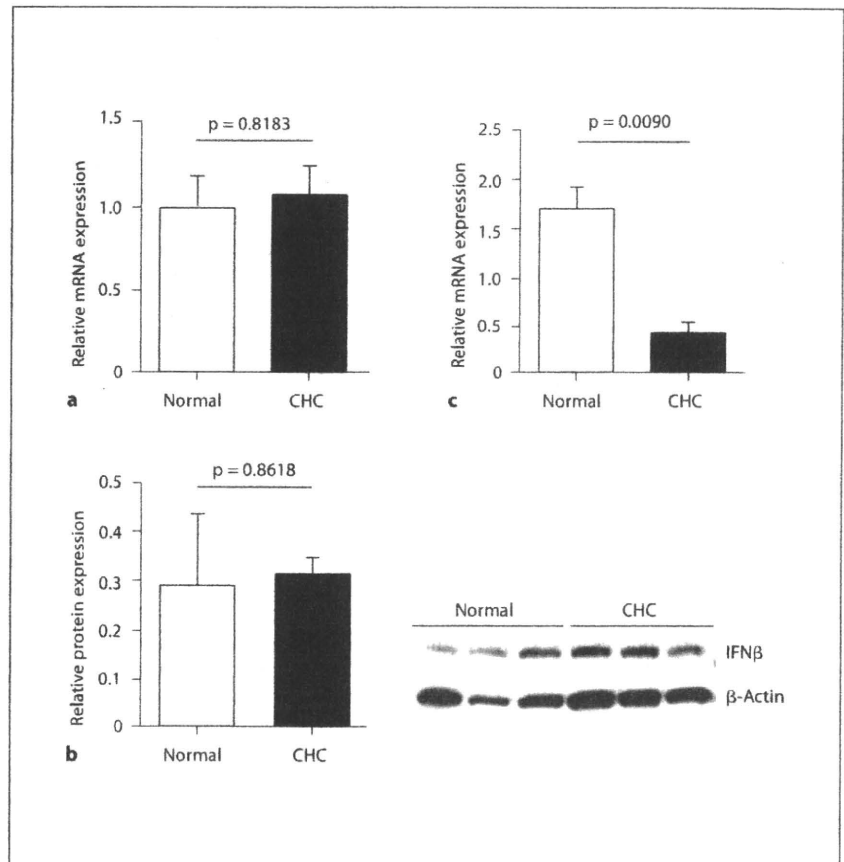 1.5
p = 0.8183
1.0
0.5
0
Relative mRNA expression
Normal CHC
a
2.5
p = 0.0090
2.0
1.5
1.0
0.5
0
Relative mRNA expression
Normal CHC
c
0.5
p = 0.8618
0.4
0.3
0.2
0.1
0
Relative protein expression
Normal CHC
b
Normal CHC
IFNβ
β-Actin